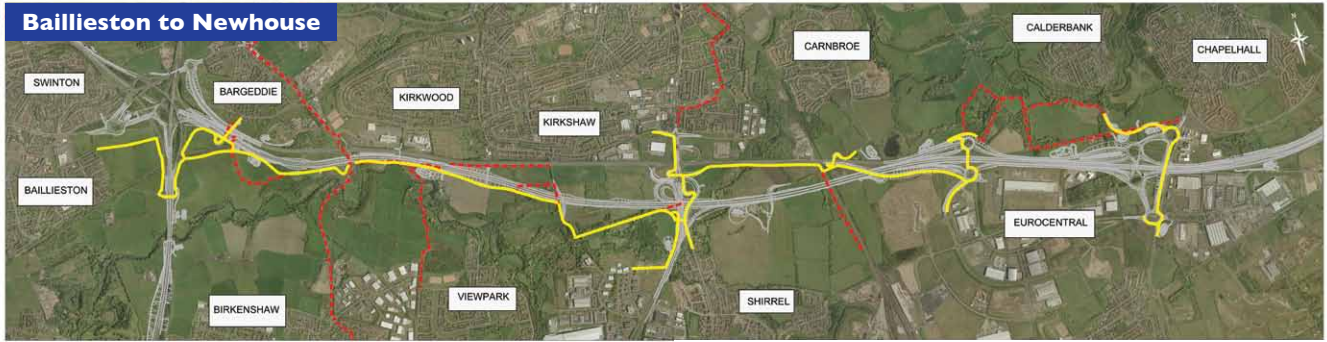 Baillieston to Newhouse
SWINTON
BARGEDDIE
KIRKWOOD
KIRKSHAW
CARNBROE
CALDERBANK
CHAPELHALL
N
BAILLIESTON
BIRKENSHAW
VIEWPARK
SHIRREL
EUROCENTRAL